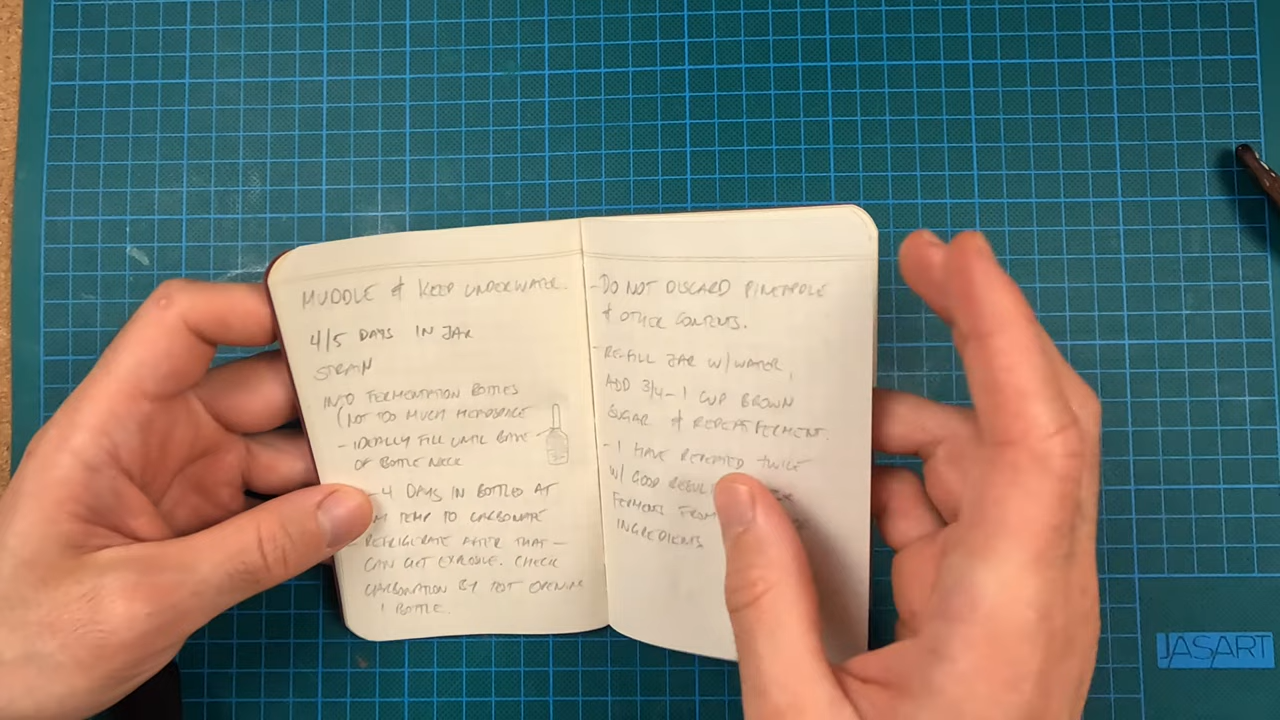 MUDDLE & KEEP UNDERWATER.
4/5 DAYS IN JAR
STRAIN
INTO FERMENTATION BOTTLES
(NOT TOO MUCH HEADSPACE
- IDEALLY FILL UNTIL BASE
OF BOTTLE NECK
-4 DAYS IN BOTTLED AT
TEMP TO CARBONATE
REFRIGERATE AFTER THAT -
CAN GET EXPLOSIVE. CHECK
CARBONATION BY TEST OPENING
1 BOTTLE.
- DO NOT DISCARD PINEAPPLE
& OTHER CONTENTS.
- REFILL JAR W/ WATER,
ADD 3/4 - 1 CUP BROWN
SUGAR & REPEAT FERMENT.
- I HAVE REPEATED TWICE
W/ GOOD
FERMENTS FROM
INGREDIENTS
JASART